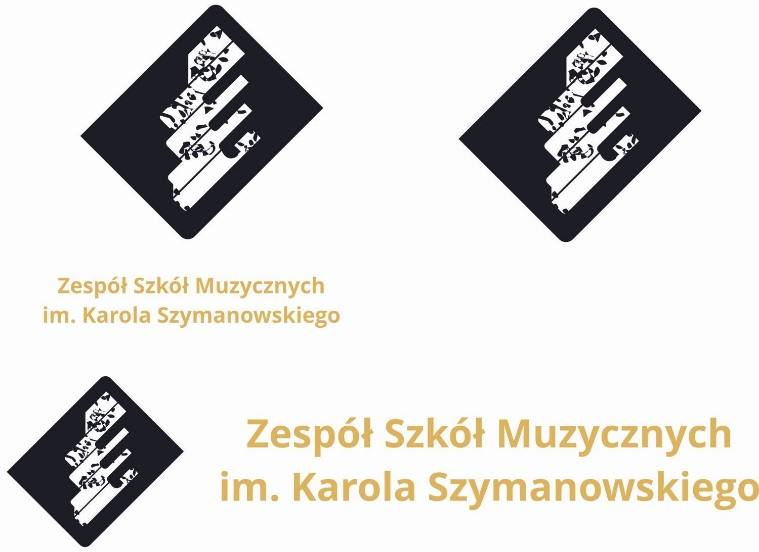 Zespół Szkół Muzycznych
im. Karola Szymanowskiego
Zespół Szkół Muzycznych
im. Karola Szymanowskiego